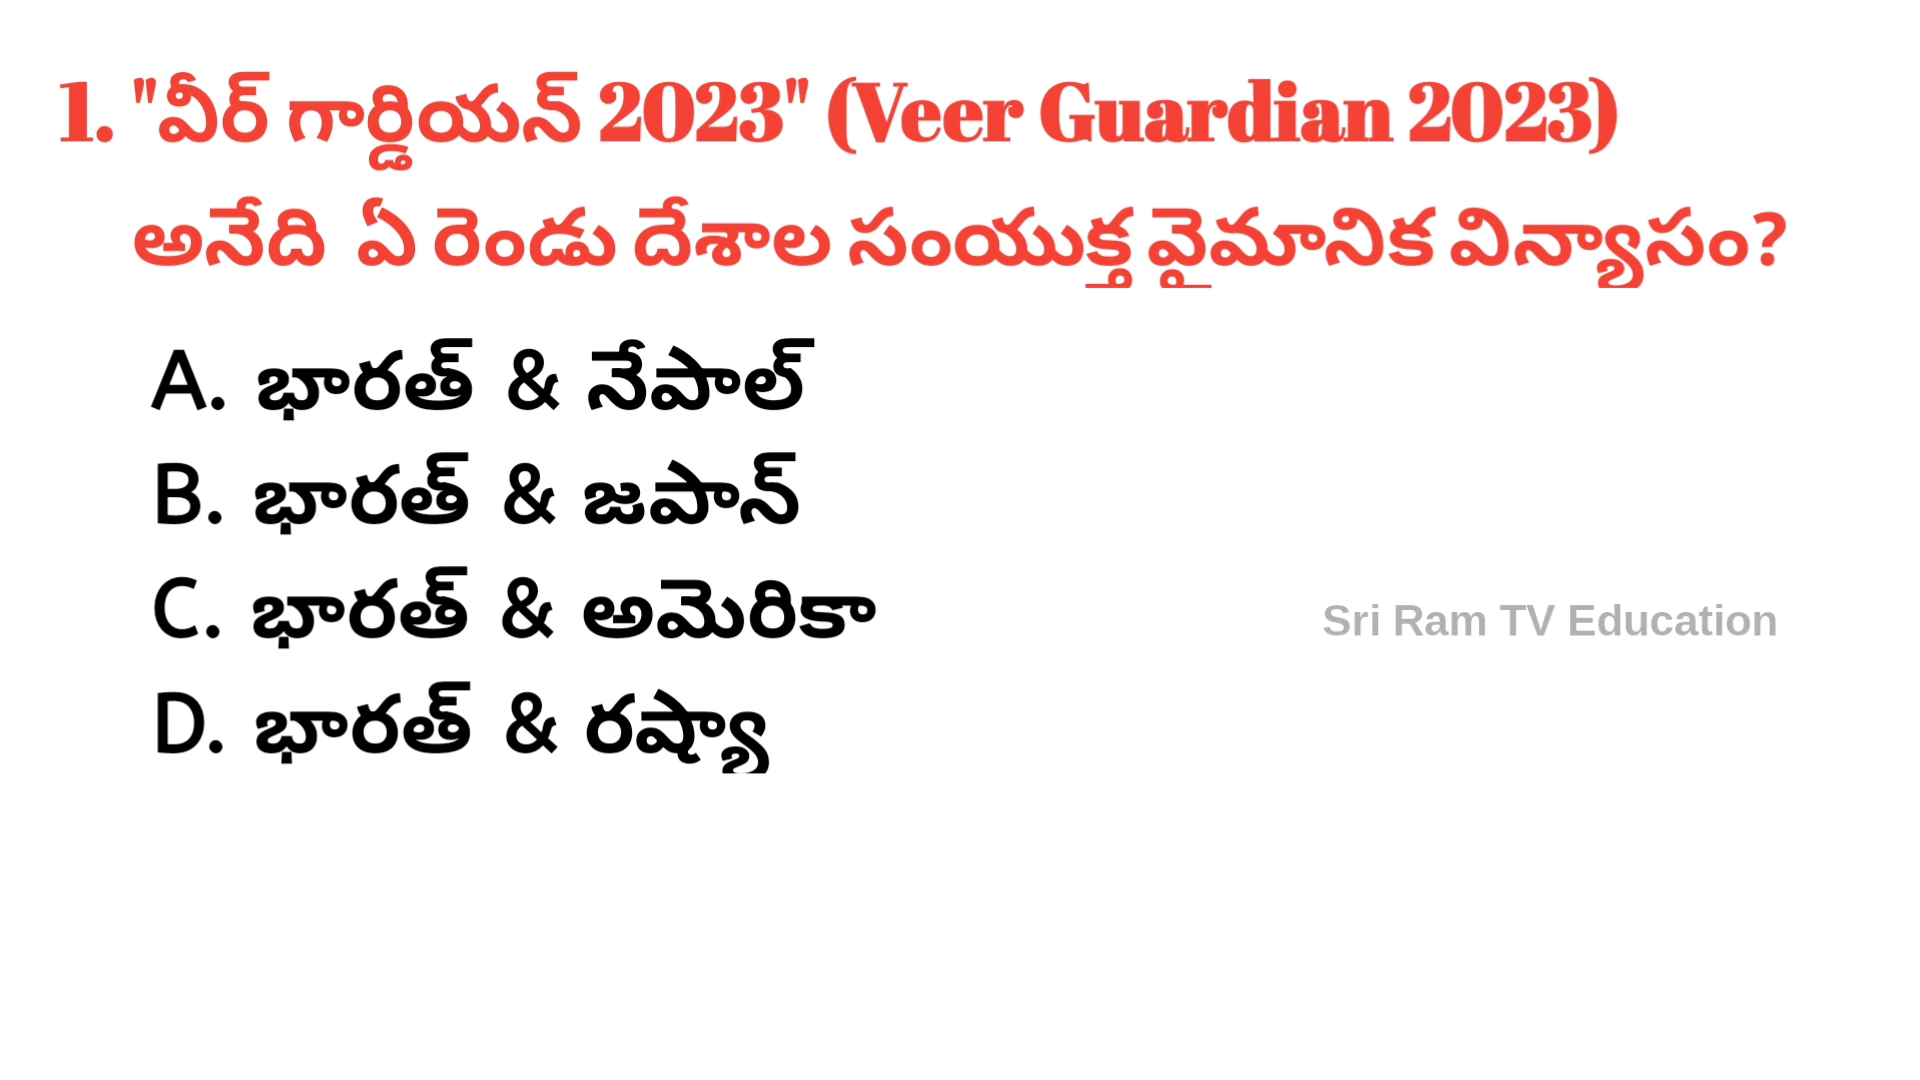 1. "వీర్ గార్డియన్ 2023" (Veer Guardian 2023)
అనేది ఏ రెండు దేశాల సంయుక్త వైమానిక విన్యాసం?
A. భారత్ & నేపాల్
B. భారత్ & జపాన్
C. భారత్ & అమెరికా
Sri Ram TV Education
D. భారత్ & రష్యా